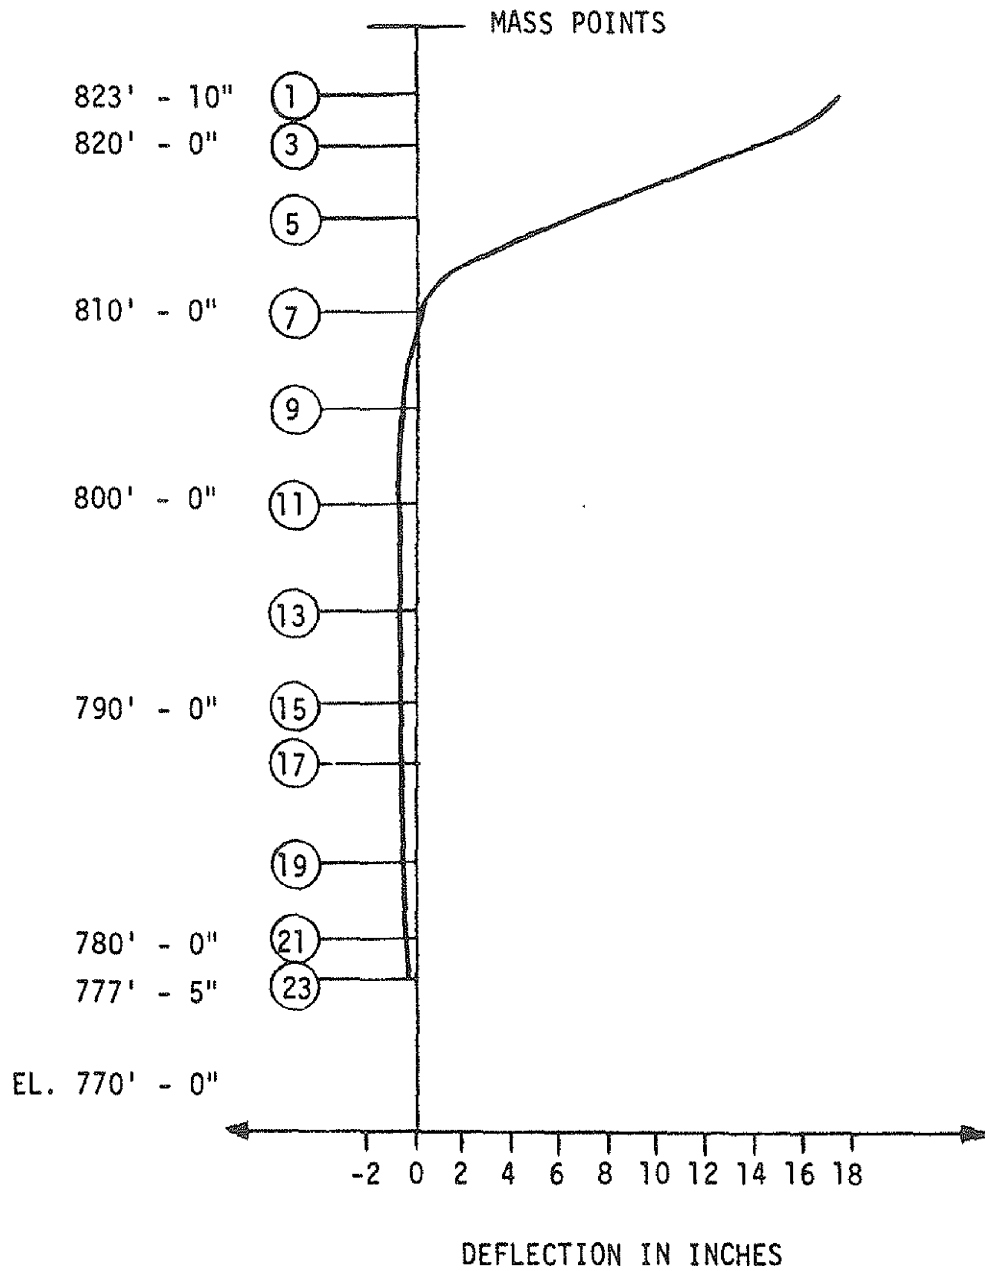 MASS POINTS
823' - 10" 1
820' - 0" 3
5
810' - 0" 7
9
800' - 0" 11
13
790' - 0" 15
17
19
780' - 0" 21
777' - 5" 23
EL. 770' - 0"
-2 0 2 4 6 8 10 12 14 16 18
DEFLECTION IN INCHES